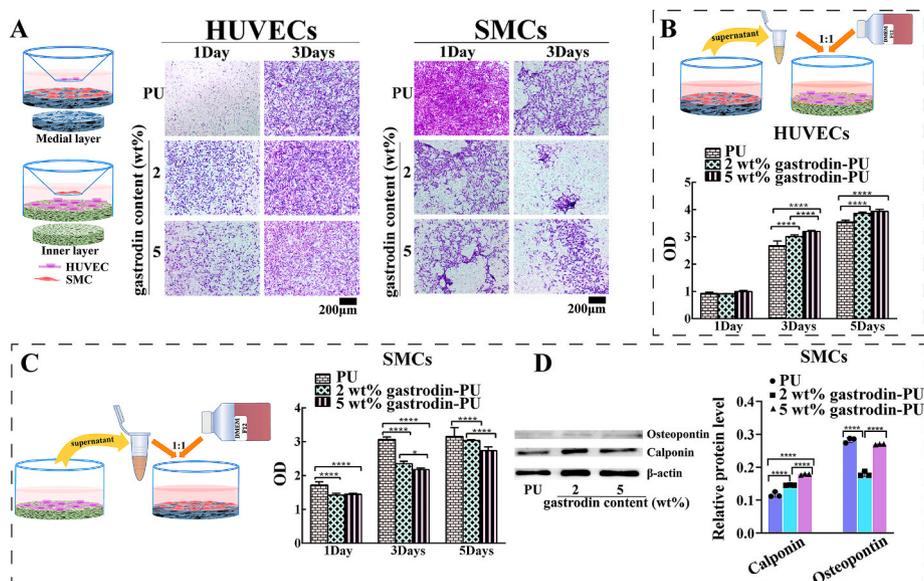 A
HUVECs
1Day 3Days
SMCs
1Day 3Days
PU
gastrodin content (wt%)
2
5
200μm
PU
gastrodin content (wt%)
2
5
200μm
Medial layer
Inner layer
HUVEC
SMC
B
supernatant
1:1
DMEM
F12
HUVECs
PU
2 wt% gastrodin-PU
5 wt% gastrodin-PU
OD
5
4
3
2
1
0
****
****
****
****
****
1Day 3Days 5Days
C
supernatant
1:1
DMEM
F12
SMCs
PU
2 wt% gastrodin-PU
5 wt% gastrodin-PU
OD
4
3
2
1
0
****
****
****
****
*
****
****
1Day 3Days 5Days
D
Osteopontin
Calponin
β-actin
PU 2 5
gastrodin content (wt%)
SMCs
PU
2 wt% gastrodin-PU
5 wt% gastrodin-PU
Relative protein level
0.4
0.3
0.2
0.1
0.0
****
****
****
**** ****
Calponin
Osteopontin